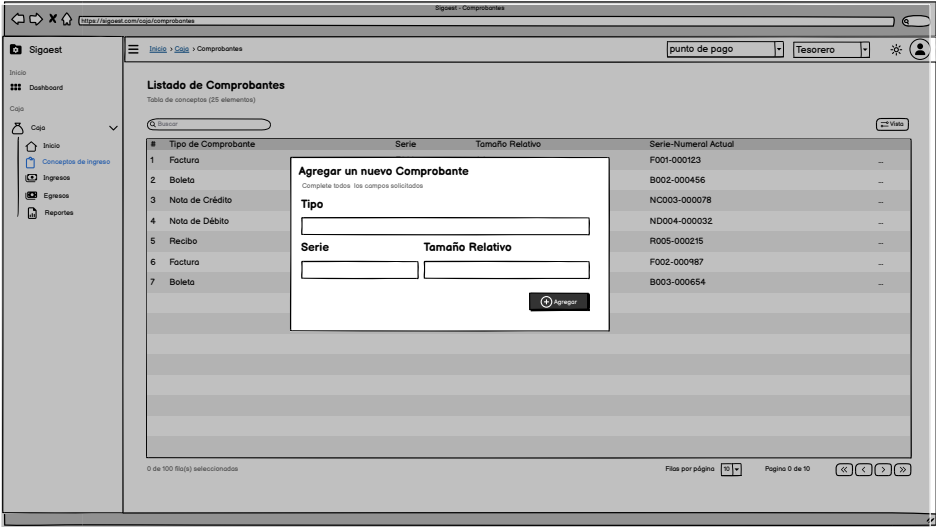 Sigoest - Comprobantes
https://sigoest.com/caja/comprobantes
Sigoest
Inicio > Caja > Comprobantes
punto de pago
Tesorero
Inicio
Dashboard
Caja
Caja
Inicio
Conceptos de ingreso
Ingresos
Egresos
Reportes
Listado de Comprobantes
Tabla de conceptos (25 elementos)
Buscar
Vista
# Tipo de Comprobante Serie Tamaño Relativo Serie-Numeral Actual
1 Factura F001-000123 ...
2 Boleta B002-000456 ...
3 Nota de Crédito NC003-000078 ...
4 Nota de Débito ND004-000032 ...
5 Recibo R005-000215 ...
6 Factura F002-000987 ...
7 Boleta B003-000654 ...
Agregar un nuevo Comprobante
Complete todos los campos solicitados
Tipo
Serie Tamaño Relativo
Agregar
0 de 100 fila(s) seleccionadas
Filas por página 10
Pagina 0 de 10